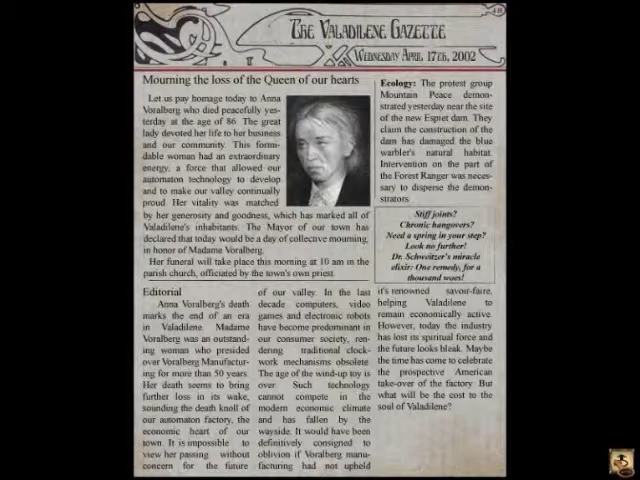 The Valadilene Gazette
Wednesday April 17th, 2002
Mourning the loss of the Queen of our hearts
Let us pay homage today to Anna
Voralberg who died peacefully yes-
terday at the age of 86. The great
lady devoted her life to her business
and our community. This formi-
dable woman had an extraordinary
energy, a force that allowed our
automaton technology to develop
and to make our valley continually
proud. Her vitality was matched
by her generosity and goodness, which has marked all of
Valadilene's inhabitants. The Mayor of our town has
declared that today would be a day of collective mourning,
in honor of Madame Voralberg.
Her funeral will take place this morning at 10 am in the
parish church, officiated by the town's own priest.
Ecology: The protest group
Mountain Peace demon-
strated yesterday near the site
of the new Espiet dam. They
claim the construction of the
dam has damaged the blue
warbler's natural habitat.
Intervention on the part of
the Forest Ranger was neces-
sary to disperse the demon-
strators.
Stiff joints?
Chronic hangovers?
Need a spring in your step?
Look no further!
Dr. Schweitzer's miracle
elixir: One remedy, for a
thousand woes!
Editorial
Anna Voralberg's death
marks the end of an era
in Valadilene. Madame
Voralberg was an outstand-
ing woman who presided
over Voralberg Manufactur-
ing for more than 50 years.
Her death seems to bring
further loss in its wake,
sounding the death knoll of
our automaton factory, the
economic heart of our
town. It is impossible to
view her passing without
concern for the future
of our valley. In the last
decade computers, video
games and electronic robots
have become predominant in
our consumer society, ren-
dering traditional clock-
work mechanisms obsolete.
The age of the wind-up toy is
over. Such technology
cannot compete in the
modern economic climate
and has fallen by the
wayside. It would have been
definitively consigned to
oblivion if Voralberg manu-
facturing had not upheld
it's renowned savoir-faire,
helping Valadilene to
remain economically active.
However, today the industry
has lost its spiritual force and
the future looks bleak. Maybe
the time has come to celebrate
the prospective American
take-over of the factory. But
what will be the cost to the
soul of Valadilene?